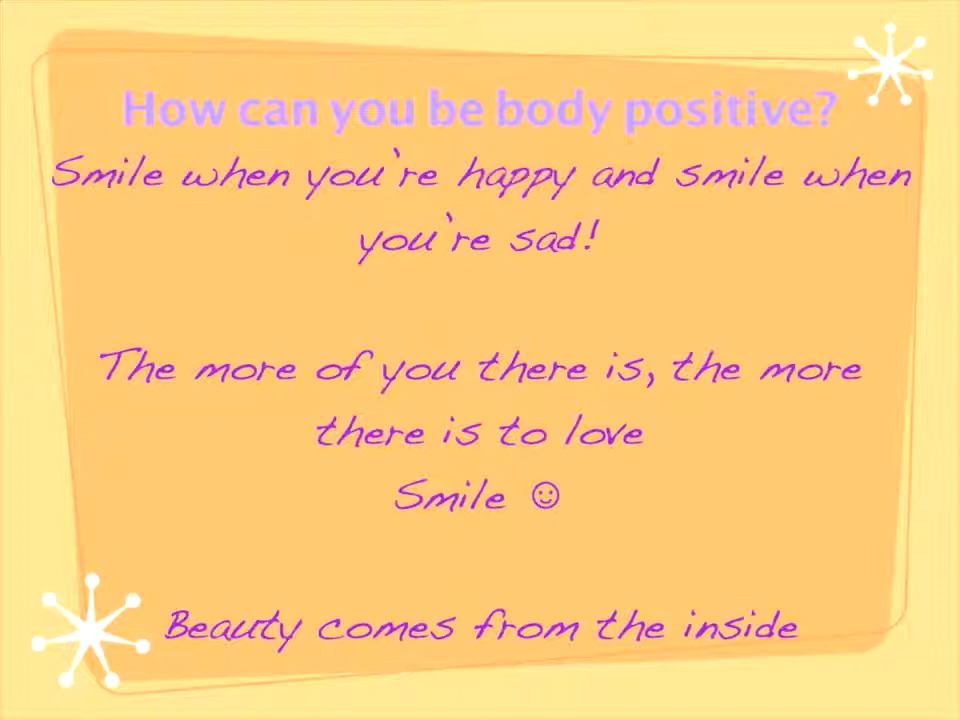 How can you be body positive?
Smile when you're happy and smile when
you're sad!
The more of you there is, the more
there is to love
Smile ☺
Beauty comes from the inside